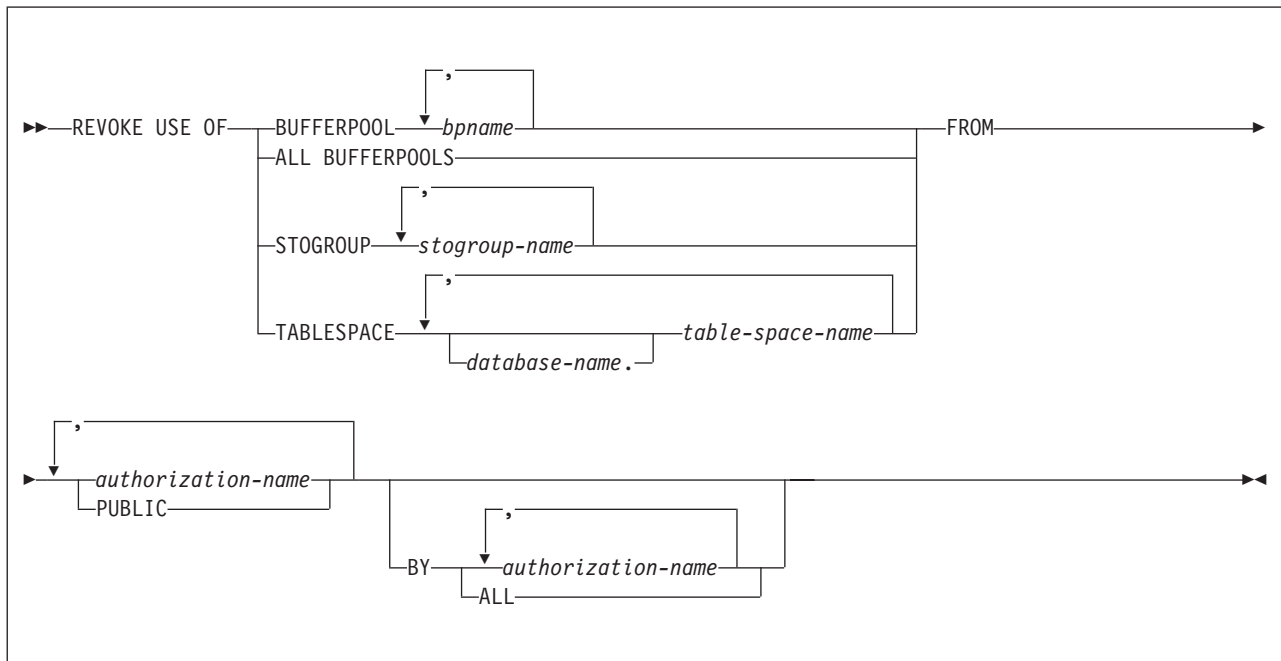 ,
REVOKE USE OF BUFFERPOOL bpname FROM
ALL BUFFERPOOLS
,
STOGROUP stogroup-name
,
TABLESPACE table-space-name
database-name.
,
authorization-name
PUBLIC
,
BY authorization-name
ALL